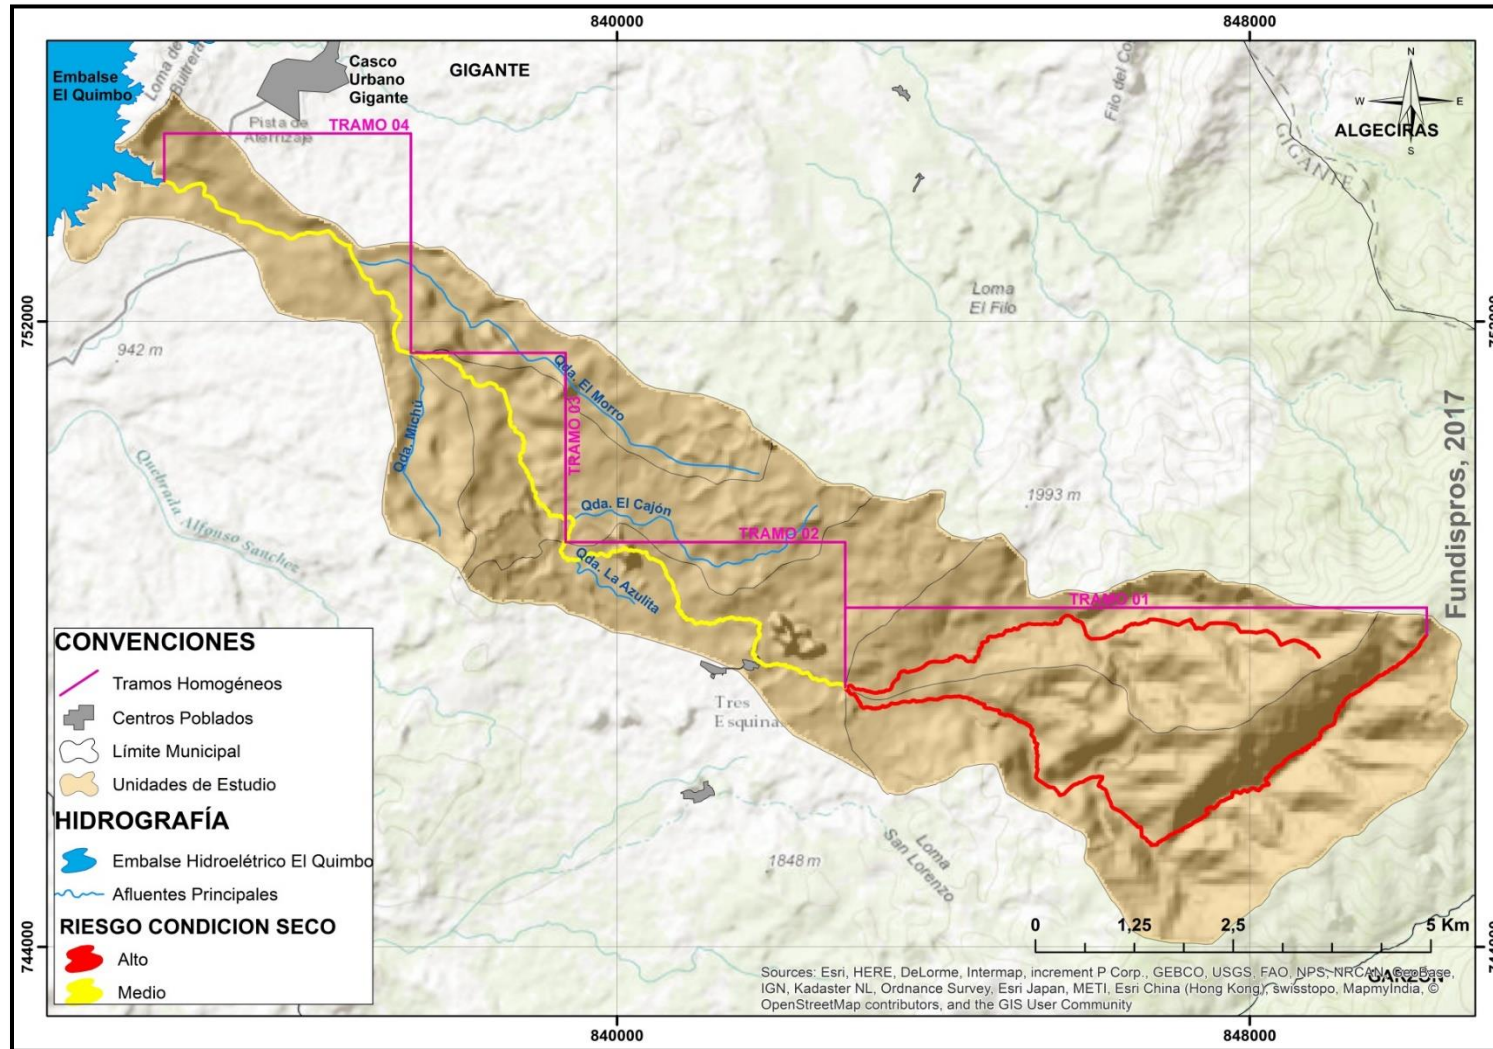 840000
848000
Embalse
El Quimbo
Loma de
Buitrera
Casco
Urbano
Gigante
GIGANTE
Pista de
Aterrizaje
TRAMO 04
Filo del Co
N
W
E
S
ALGECIRAS
GIGANTE
752000
942 m
Loma
El Filo
Qda. El Morro
TRAMO 03
Qda. Michú
Quebrada Alfonso Sanchez
Qda. El Cajón
1993 m
TRAMO 02
Qda. La Azulita
TRAMO 01
Fundispros, 2017
Tres
Esquina
Loma
San Lorenzo
1848 m
CONVENCIONES
Tramos Homogéneos
Centros Poblados
Límite Municipal
Unidades de Estudio
HIDROGRAFÍA
Embalse Hidroelétrico El Quimbo
Afluentes Principales
RIESGO CONDICION SECO
Alto
Medio
0
1,25
2,5
5 Km
744000
GARZÓN
Sources: Esri, HERE, DeLorme, Intermap, increment P Corp., GEBCO, USGS, FAO, NPS, NRCAN, GeoBase,
IGN, Kadaster NL, Ordnance Survey, Esri Japan, METI, Esri China (Hong Kong), swisstopo, MapmyIndia, ©
OpenStreetMap contributors, and the GIS User Community
840000
848000